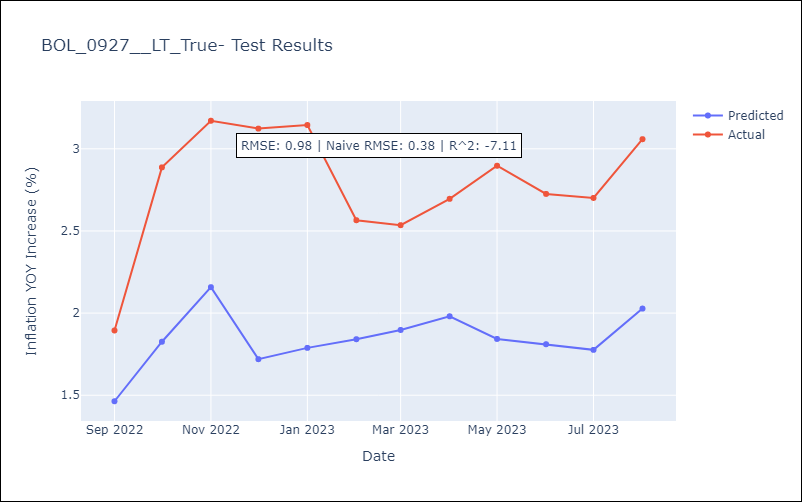 BOL_0927__LT_True- Test Results
Predicted
Actual
RMSE: 0.98 | Naive RMSE: 0.38 | R^2: -7.11
Inflation YOY Increase (%)
3
2.5
2
1.5
Sep 2022 Nov 2022 Jan 2023 Mar 2023 May 2023 Jul 2023
Date